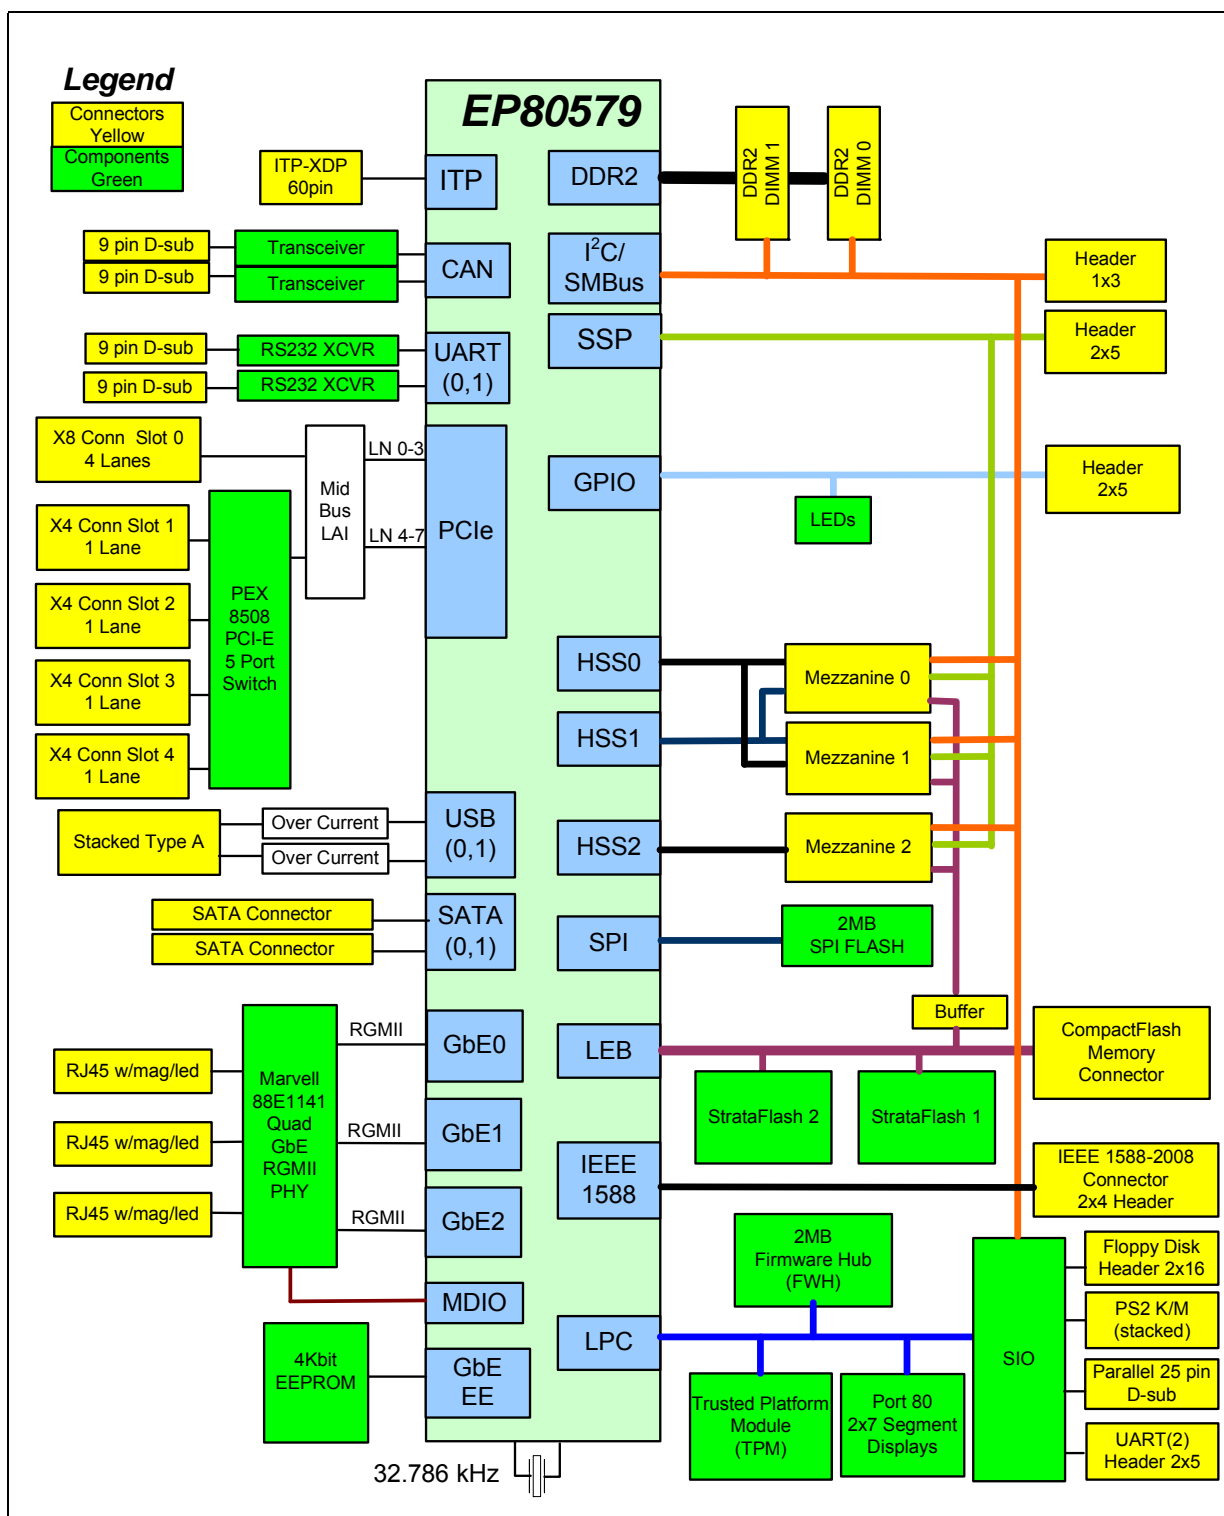 Legend
Connectors
Yellow
Components
Green
EP80579
ITP-XDP
60pin
ITP
9 pin D-sub
Transceiver
9 pin D-sub
Transceiver
CAN
9 pin D-sub
RS232 XCVR
9 pin D-sub
RS232 XCVR
UART
(0,1)
X8 Conn Slot 0
4 Lanes
X4 Conn Slot 1
1 Lane
X4 Conn Slot 2
1 Lane
X4 Conn Slot 3
1 Lane
X4 Conn Slot 4
1 Lane
PEX
8508
PCI-E
5 Port
Switch
Mid
Bus
LAI
LN 0-3
LN 4-7
PCIe
Stacked Type A
Over Current
Over Current
USB
(0,1)
SATA Connector
SATA Connector
SATA
(0,1)
RJ45 w/mag/led
RJ45 w/mag/led
RJ45 w/mag/led
Marvell
88E1141
Quad
GbE
RGMII
PHY
RGMII
RGMII
RGMII
GbE0
GbE1
GbE2
MDIO
4Kbit
EEPROM
GbE
EE
32.786 kHz
DDR2
DDR2
DIMM 1
DDR2
DIMM 0
I2C/
SMBus
Header
1x3
SSP
Header
2x5
GPIO
LEDs
Header
2x5
HSS0
Mezzanine 0
HSS1
Mezzanine 1
HSS2
Mezzanine 2
SPI
2MB
SPI FLASH
Buffer
LEB
StrataFlash 2
StrataFlash 1
CompactFlash
Memory
Connector
IEEE
1588
IEEE 1588-2008
Connector
2x4 Header
2MB
Firmware Hub
(FWH)
LPC
Trusted Platform
Module
(TPM)
Port 80
2x7 Segment
Displays
SIO
Floppy Disk
Header 2x16
PS2 K/M
(stacked)
Parallel 25 pin
D-sub
UART(2)
Header 2x5